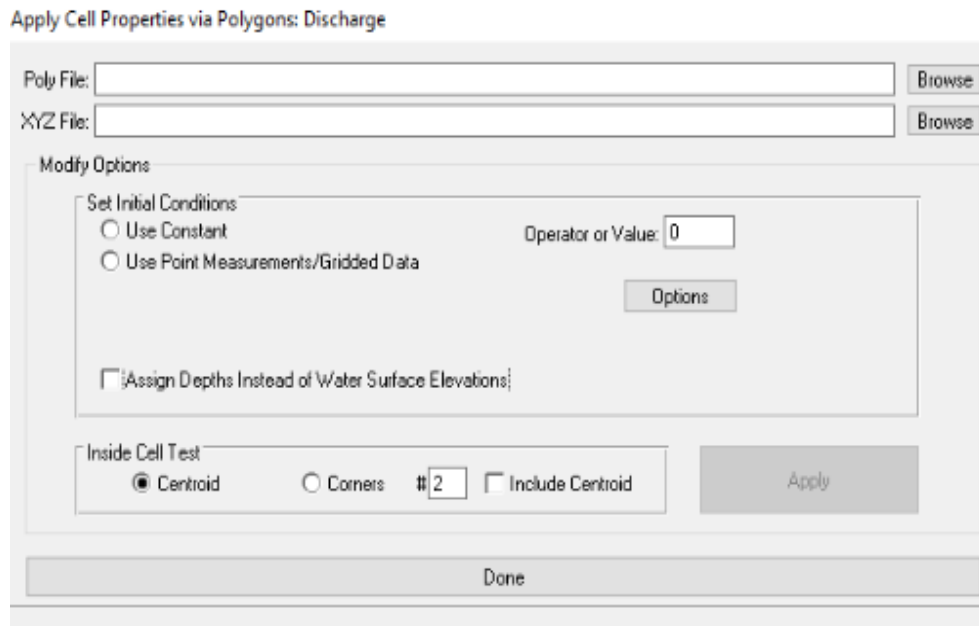 Apply Cell Properties via Polygons: Discharge
Poly File: Browse
XYZ File: Browse
Modify Options
Set Initial Conditions
Use Constant Operator or Value: 0
Use Point Measurements/Gridded Data
Options
Assign Depths Instead of Water Surface Elevations
Inside Cell Test
Centroid Corners # 2 Include Centroid Apply
Done